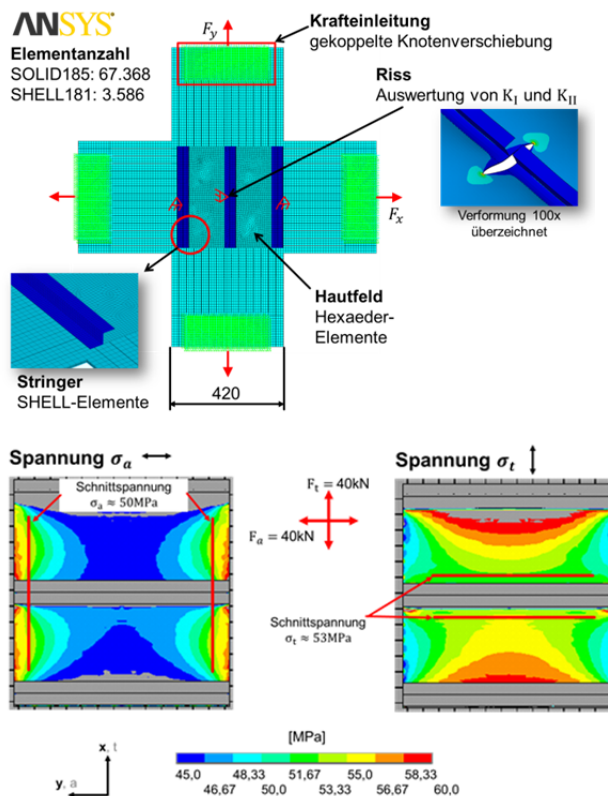 ANSYS
Elementanzahl
SOLID185: 67.368
SHELL181: 3.586
F_y
Krafteinleitung
gekoppelte Knotenverschiebung
Riss
Auswertung von K_I und K_II
F_x
Verformung 100x
überzeichnet
Hautfeld
Hexaeder-
Elemente
Stringer
SHELL-Elemente
420
Spannung σ_a
Schnittspannung
σ_a ≈ 50MPa
F_t = 40kN
F_a = 40kN
Spannung σ_t
Schnittspannung
σ_t ≈ 53MPa
[MPa]
x, t
y, a
45,0 48,33 51,67 55,0 58,33
46,67 50,0 53,33 56,67 60,0